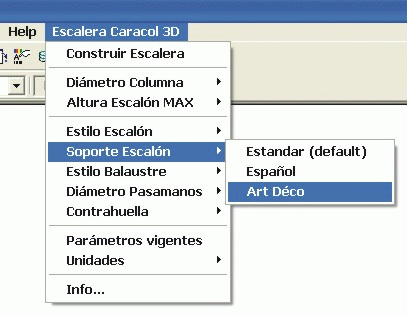 Help Escalera Caracol 3D
Construir Escalera
Diámetro Columna
Altura Escalón MAX
Estilo Escalón
Soporte Escalón
Estandar (default)
Español
Art Déco
Estilo Balaustre
Diámetro Pasamanos
Contrahuella
Parámetros vigentes
Unidades
Info...